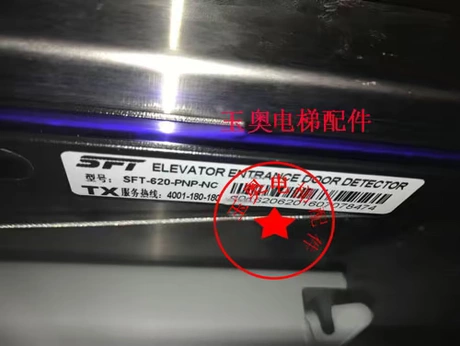 玉奥电梯配件
SFT ELEVATOR ENTRANCE DOOR DETECTOR
型号: SFT-620-PNP-NC
TX 服务热线: 4001-180-180